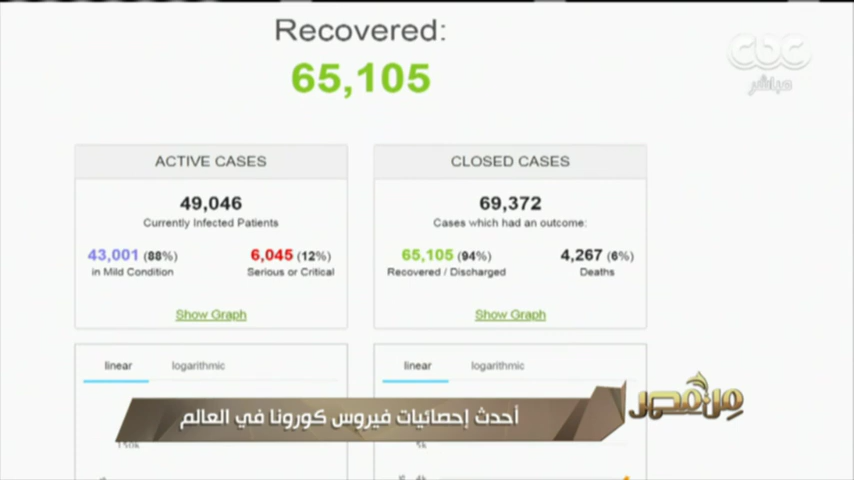 Recovered:
65,105
cbc
مباشر
ACTIVE CASES
49,046
Currently Infected Patients
43,001 (88%)
in Mild Condition
6,045 (12%)
Serious or Critical
Show Graph
CLOSED CASES
69,372
Cases which had an outcome:
65,105 (94%)
Recovered / Discharged
4,267 (6%)
Deaths
Show Graph
linear logarithmic
linear logarithmic
أحدث إحصائيات فيروس كورونا في العالم
من مصر
150k
5k